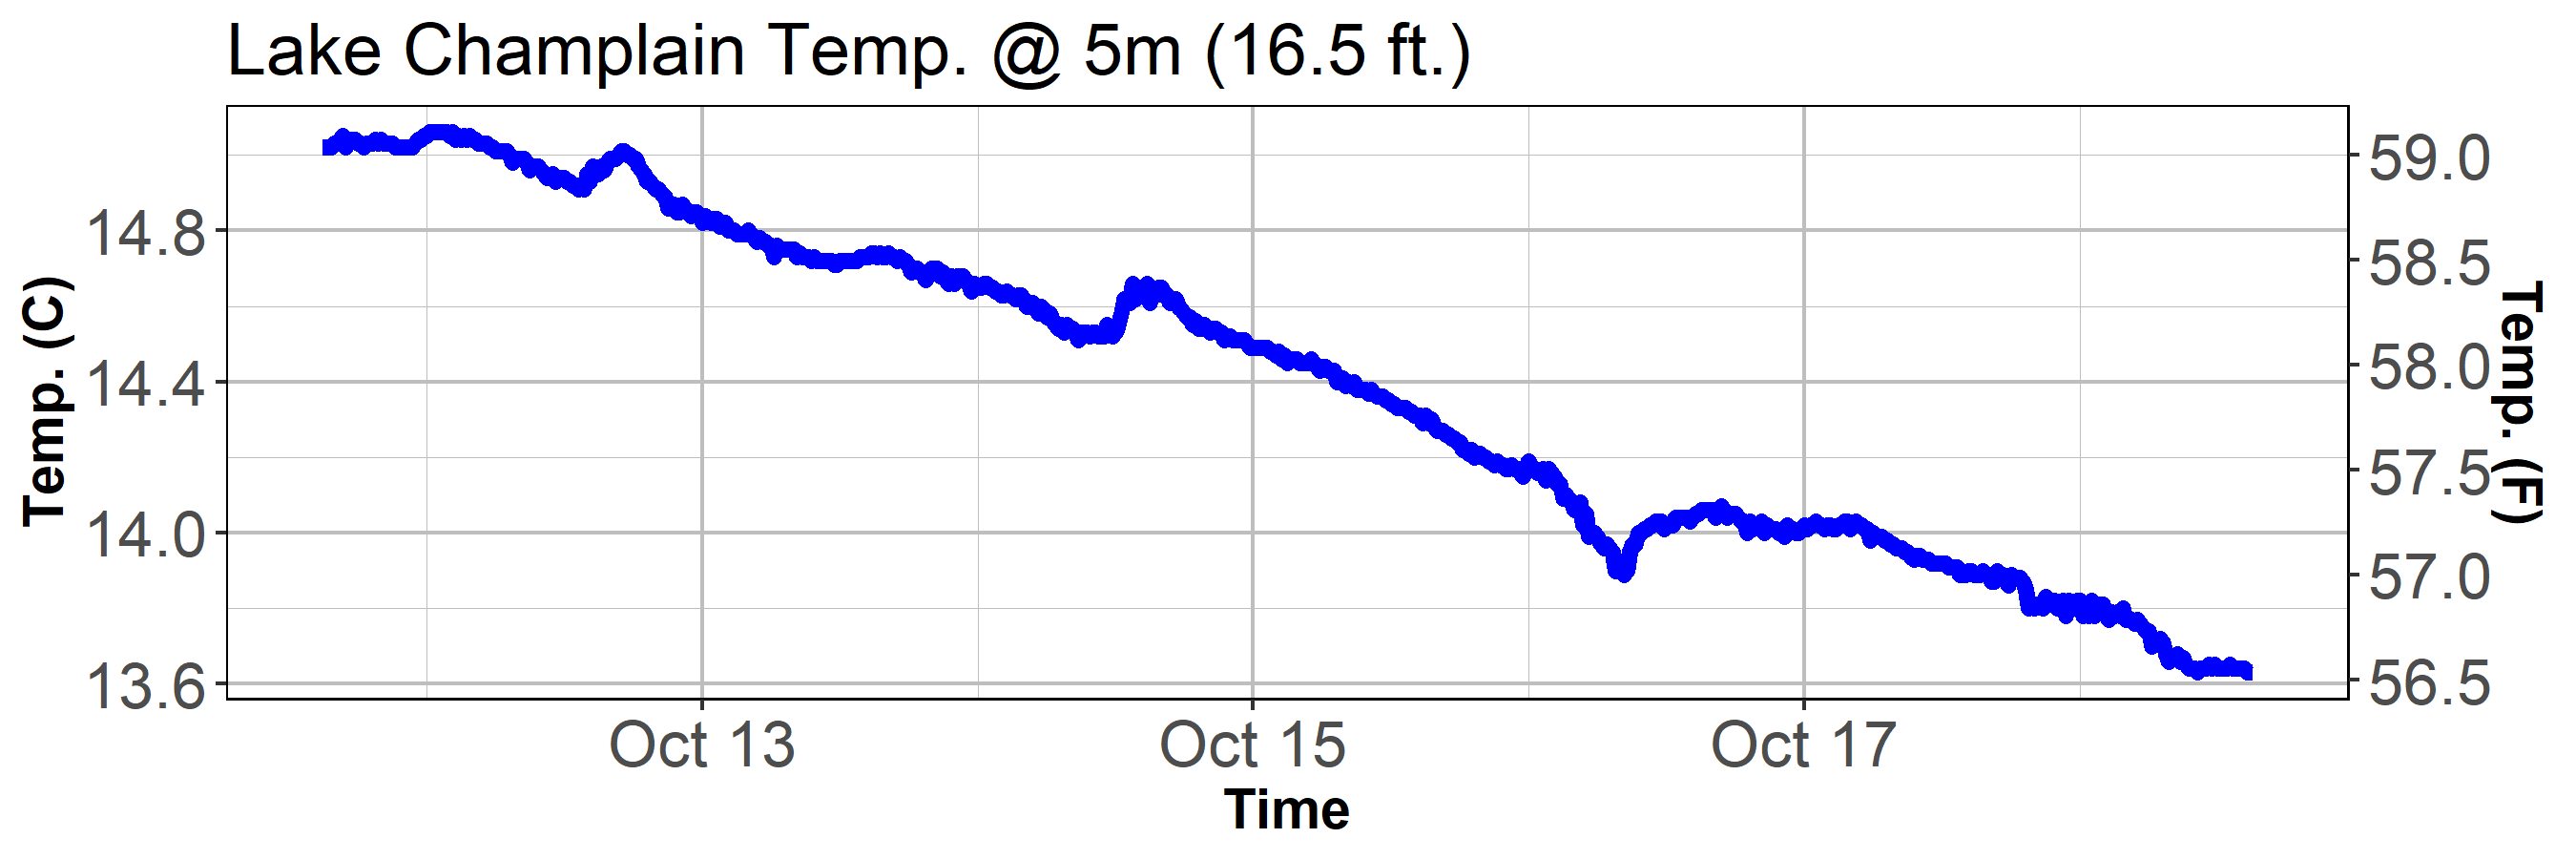 Lake Champlain Temp. @ 5m (16.5 ft.)
Temp. (C)
14.8
14.4
14.0
13.6
59.0
58.5
58.0
57.5
57.0
56.5
Temp. (F)
Oct 13
Oct 15
Oct 17
Time